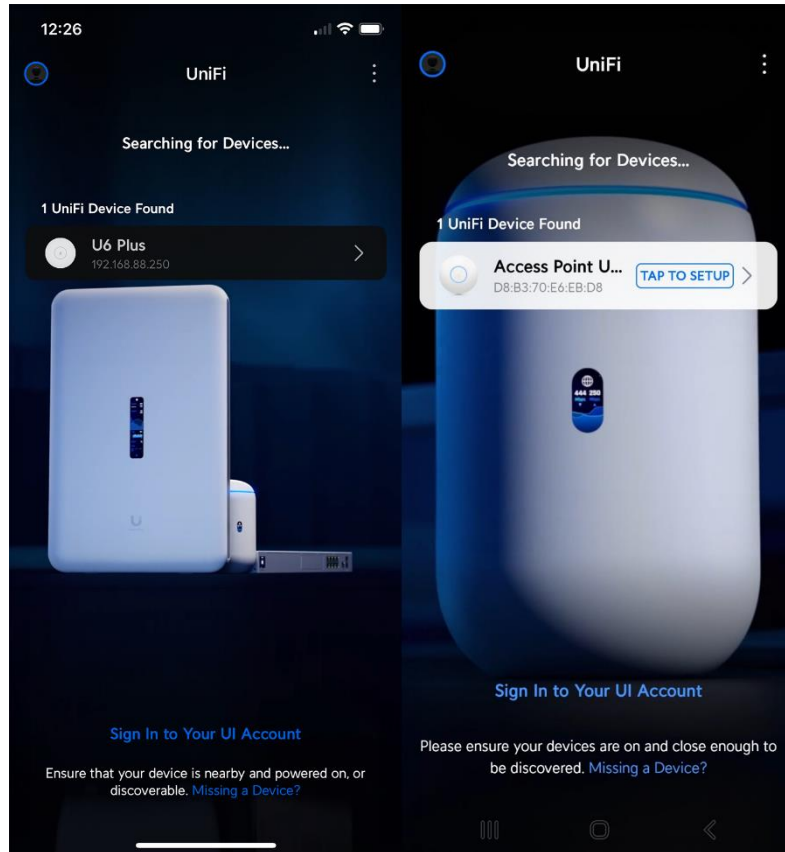 12:26
UniFi
Searching for Devices...
1 UniFi Device Found
U6 Plus
192.168.88.250
U
Sign In to Your UI Account
Ensure that your device is nearby and powered on, or
discoverable. Missing a Device?
UniFi
Searching for Devices...
1 UniFi Device Found
Access Point U...
D8:B3:70:E6:EB:D8
TAP TO SETUP
444 290
Sign In to Your UI Account
Please ensure your devices are on and close enough to
be discovered. Missing a Device?